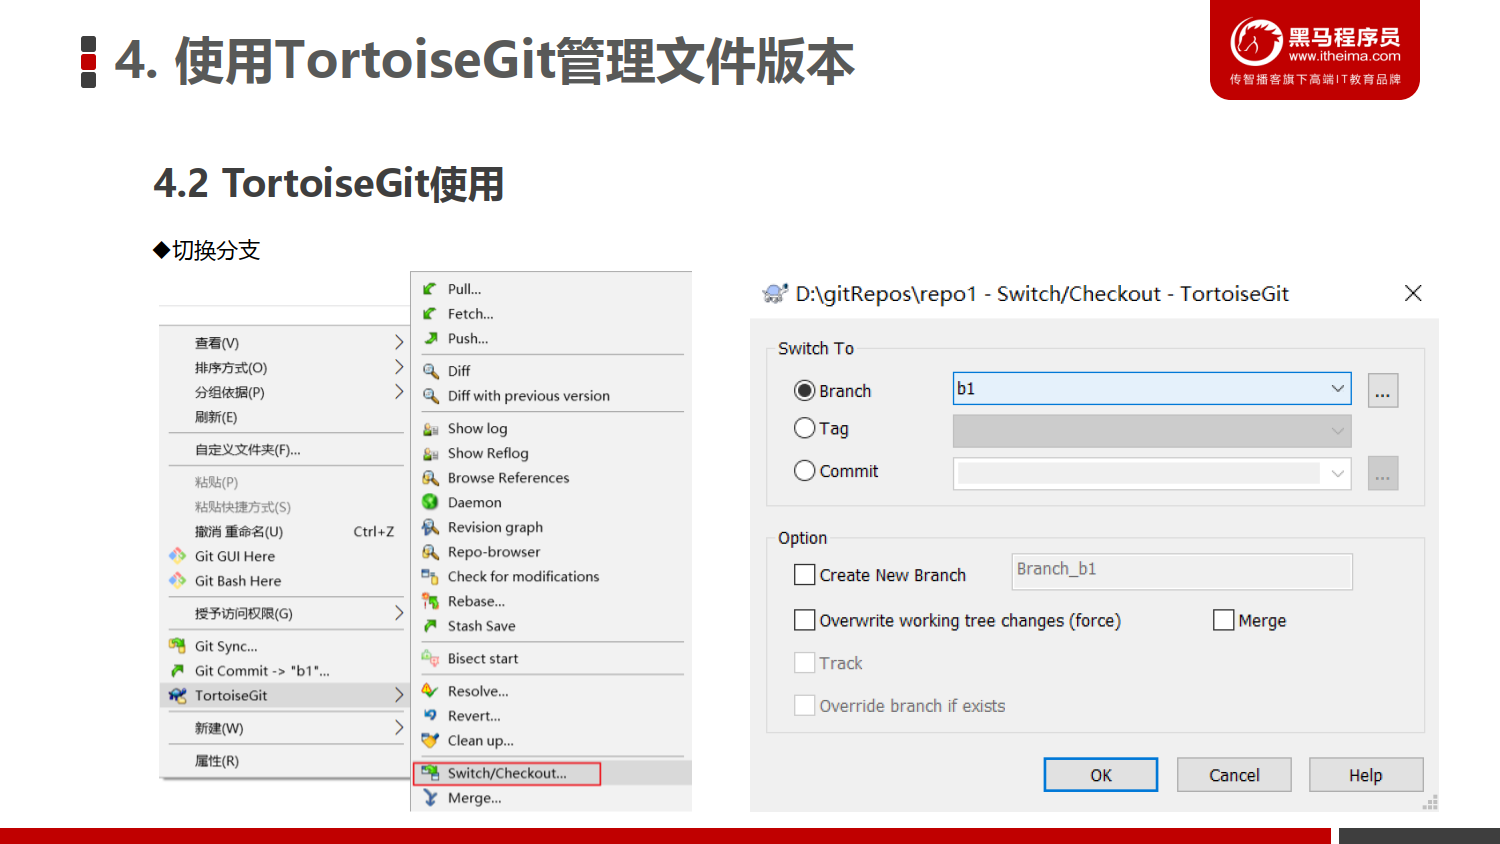 4. 使用TortoiseGit管理文件版本
黑马程序员
www.itheima.com
传智播客旗下高端IT教育品牌
4.2 TortoiseGit使用
◆切换分支
查看(V)
排序方式(O)
分组依据(P)
刷新(E)
自定义文件夹(F)...
粘贴(P)
粘贴快捷方式(S)
撤消 重命名(U) Ctrl+Z
Git GUI Here
Git Bash Here
授予访问权限(G)
Git Sync...
Git Commit -> "b1"...
TortoiseGit
新建(W)
属性(R)
Pull...
Fetch...
Push...
Diff
Diff with previous version
Show log
Show Reflog
Browse References
Daemon
Revision graph
Repo-browser
Check for modifications
Rebase...
Stash Save
Bisect start
Resolve...
Revert...
Clean up...
Switch/Checkout...
Merge...
D:\gitRepos\repo1 - Switch/Checkout - TortoiseGit
Switch To
Branch b1 ...
Tag
Commit ...
Option
Create New Branch Branch_b1
Overwrite working tree changes (force) Merge
Track
Override branch if exists
OK Cancel Help